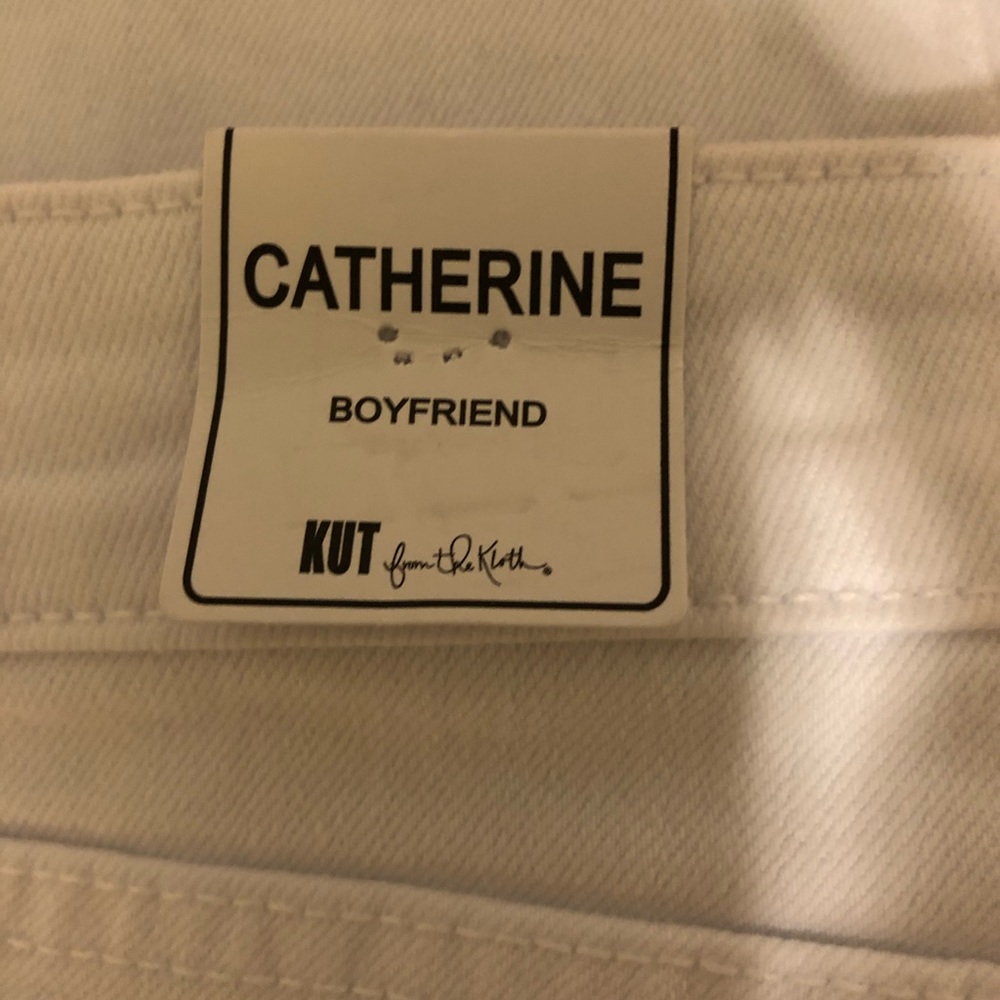 CATHERINE
BOYFRIEND
KUT from the Kloth®